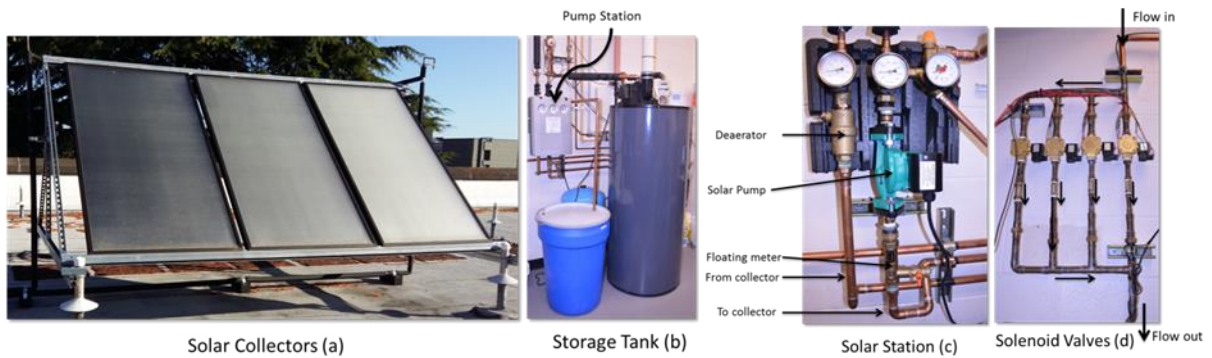 Pump Station
Flow in
Deaerator
Solar Pump
Floating meter
From collector
To collector
Flow out
Solar Collectors (a)
Storage Tank (b)
Solar Station (c)
Solenoid Valves (d)